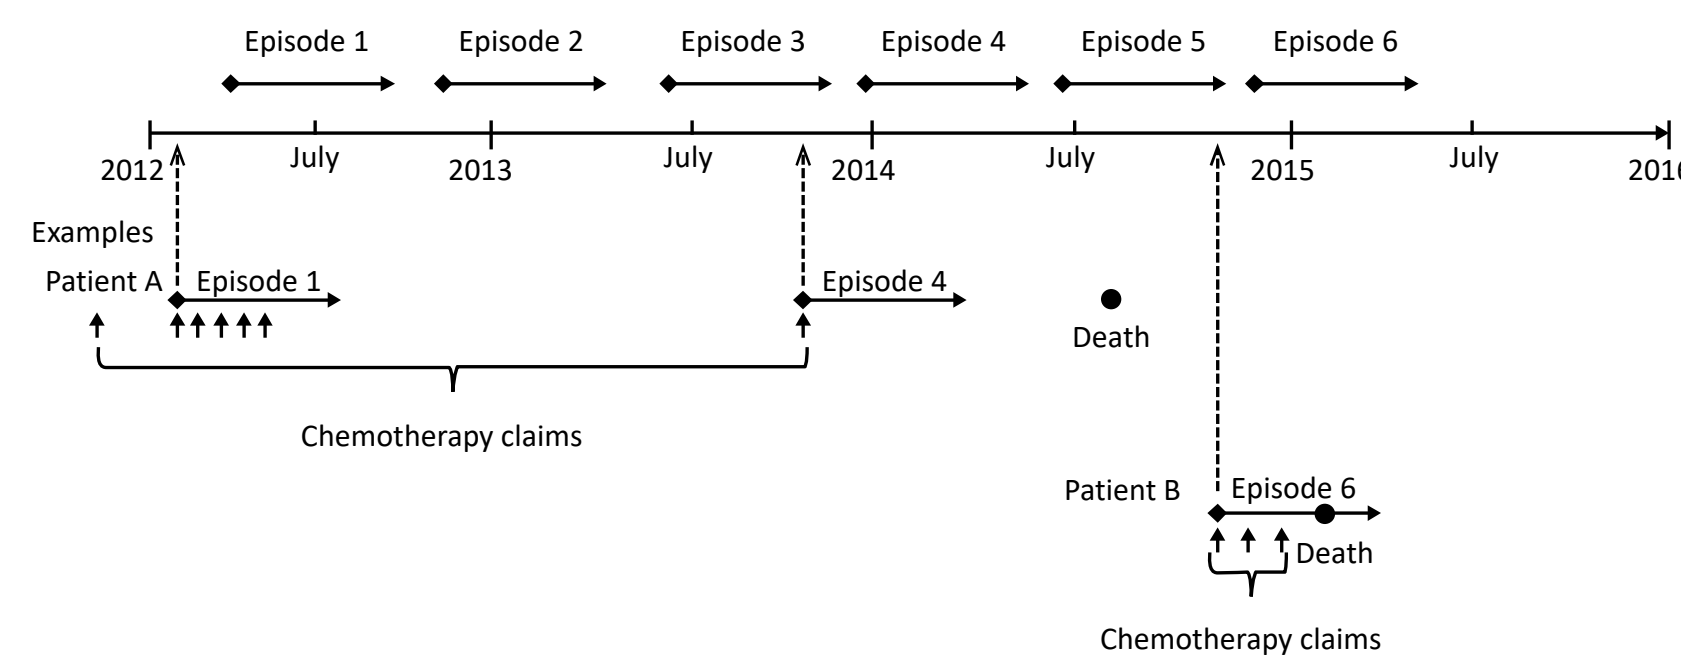 Episode 1 Episode 2 Episode 3 Episode 4 Episode 5 Episode 6
2012 July 2013 July 2014 July 2015 July 201
Examples
Patient A Episode 1 Episode 4
Death
Chemotherapy claims
Patient B Episode 6
Death
Chemotherapy claims